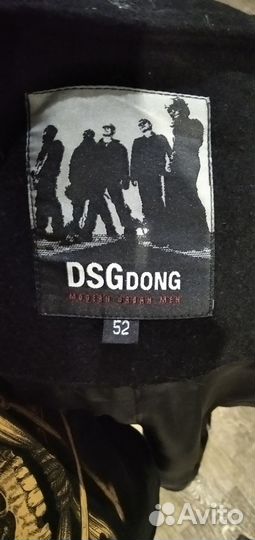 DSGDONG
MODERN URBAN MEN
52
Avito